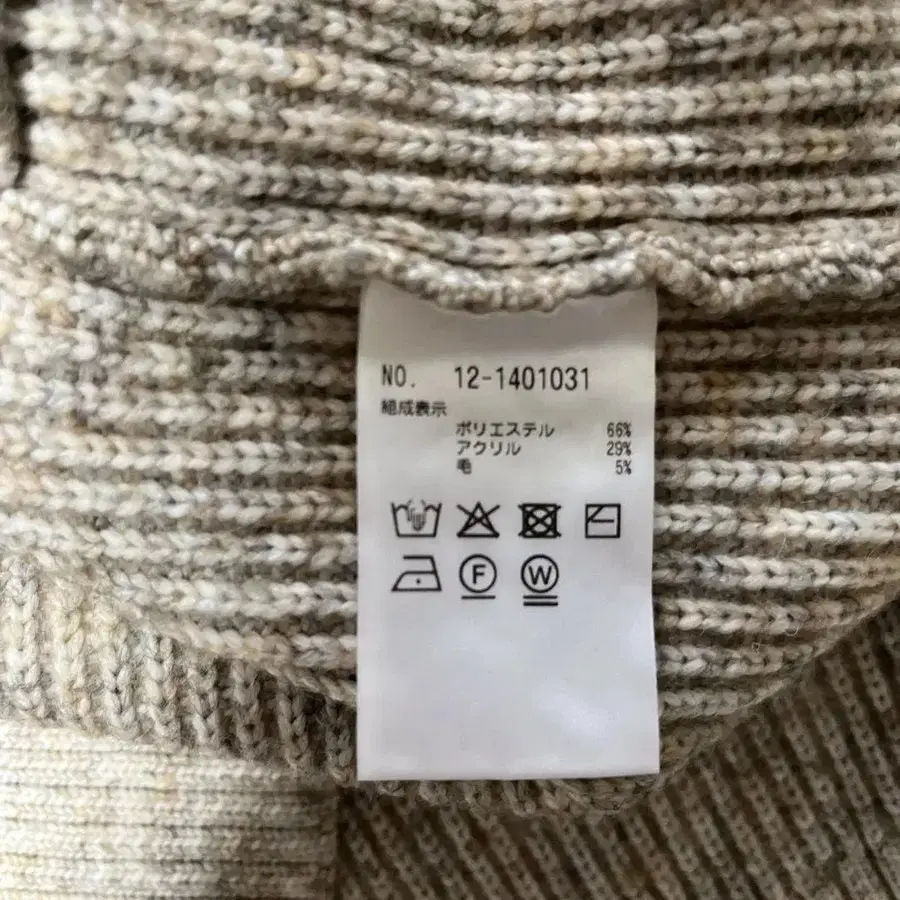 NO. 12-1401031
組成表示
ポリエステル 66%
アクリル 29%
毛 5%
F W